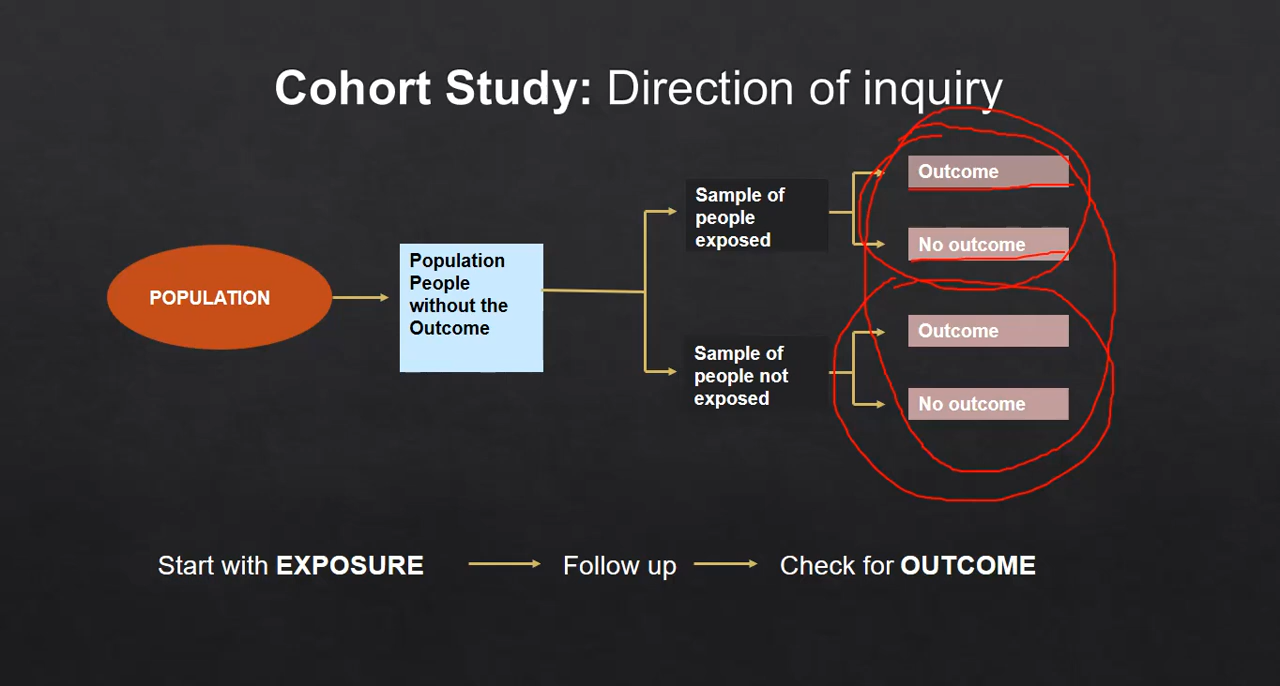 Cohort Study: Direction of inquiry
POPULATION
Population
People
without the
Outcome
Sample of
people
exposed
Outcome
No outcome
Sample of
people not
exposed
Outcome
No outcome
Start with EXPOSURE
Follow up
Check for OUTCOME